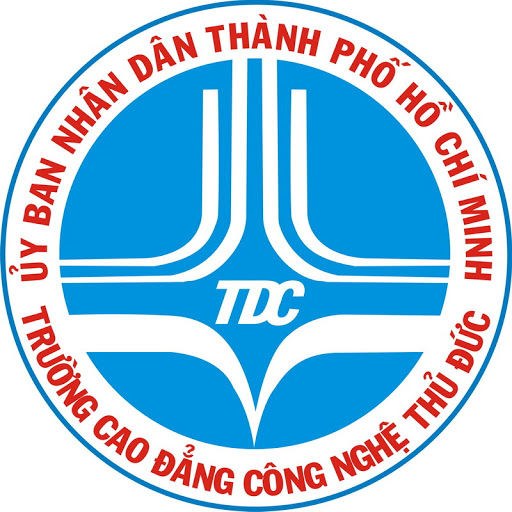 ỦY BAN NHÂN DÂN THÀNH PHỐ HỒ CHÍ MINH
TDC
TRƯỜNG CAO ĐẲNG CÔNG NGHỆ THỦ ĐỨC